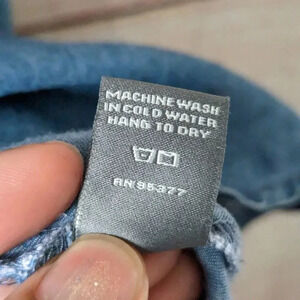 MACHINE WASH
IN COLD WATER
HANG TO DRY
RN 95377